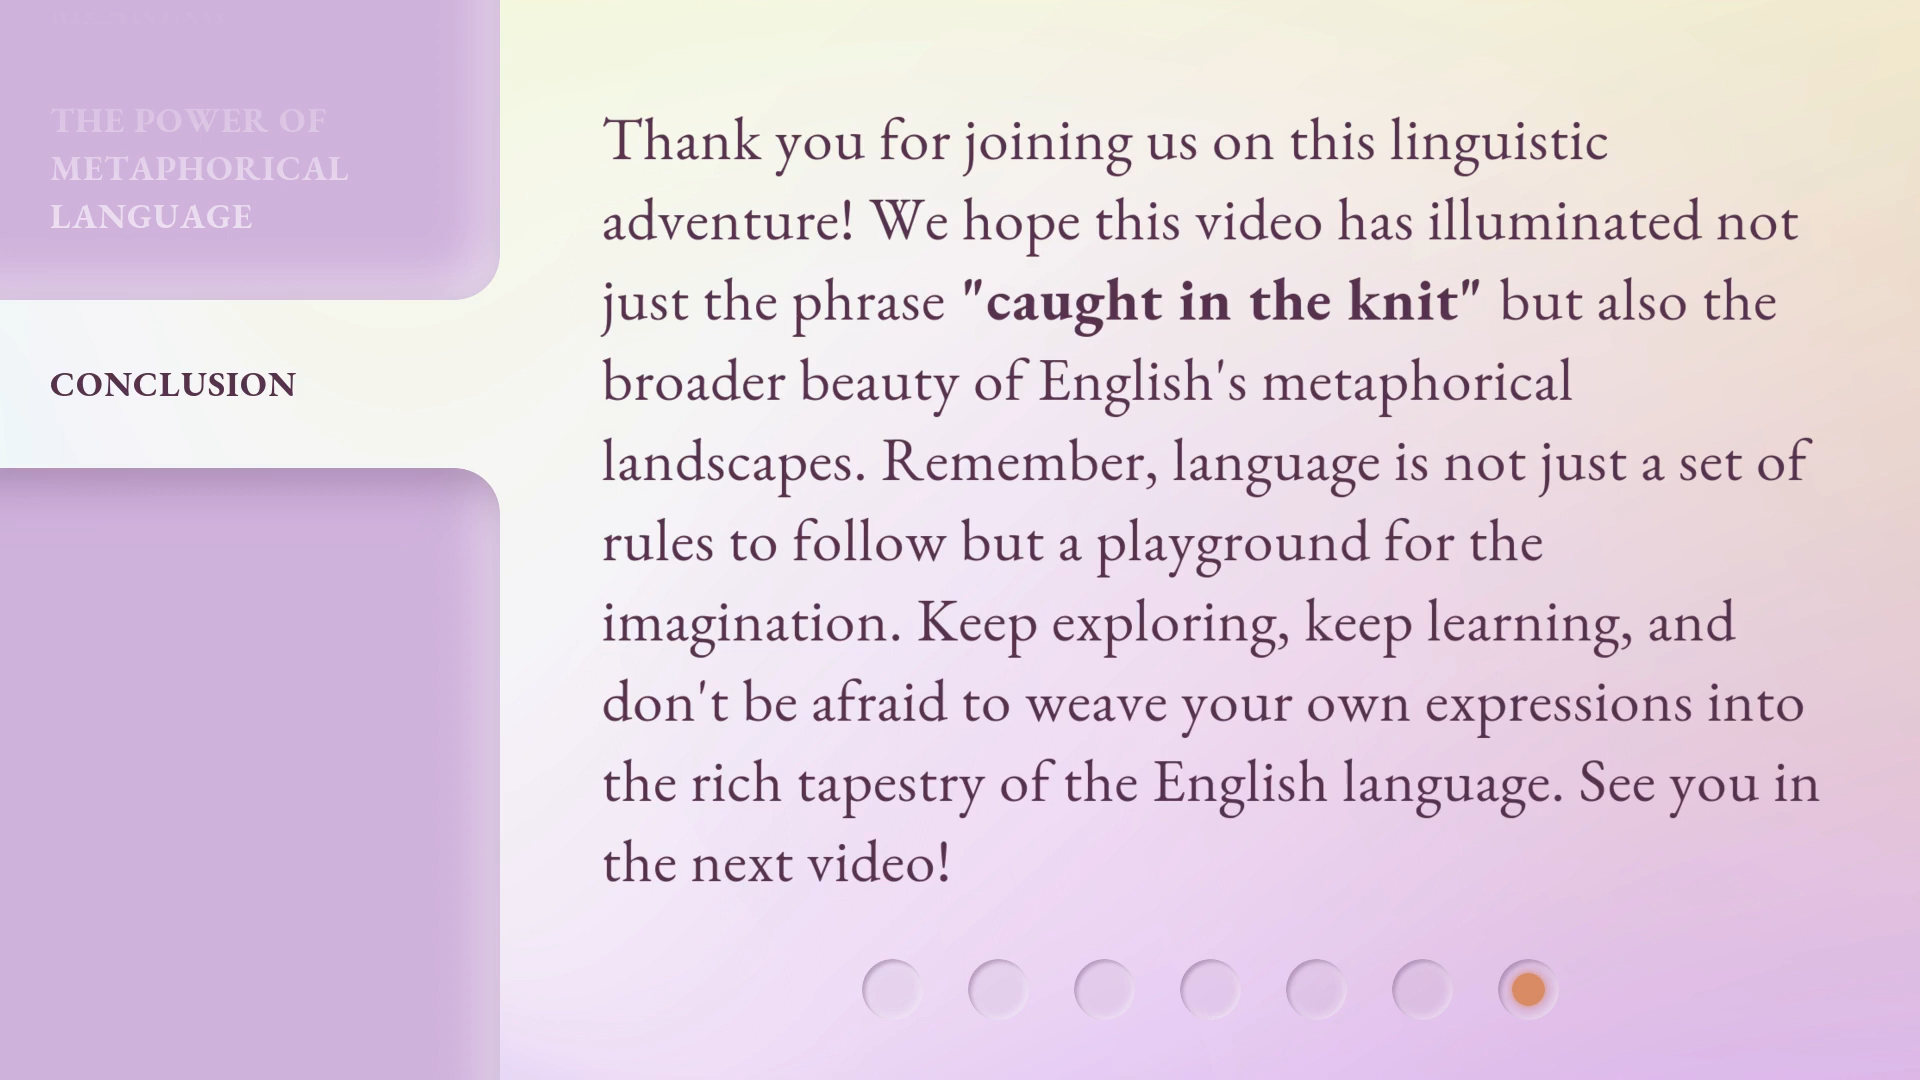 THE POWER OF
METAPHORICAL
LANGUAGE
CONCLUSION
Thank you for joining us on this linguistic
adventure! We hope this video has illuminated not
just the phrase "caught in the knit" but also the
broader beauty of English's metaphorical
landscapes. Remember, language is not just a set of
rules to follow but a playground for the
imagination. Keep exploring, keep learning, and
don't be afraid to weave your own expressions into
the rich tapestry of the English language. See you in
the next video!